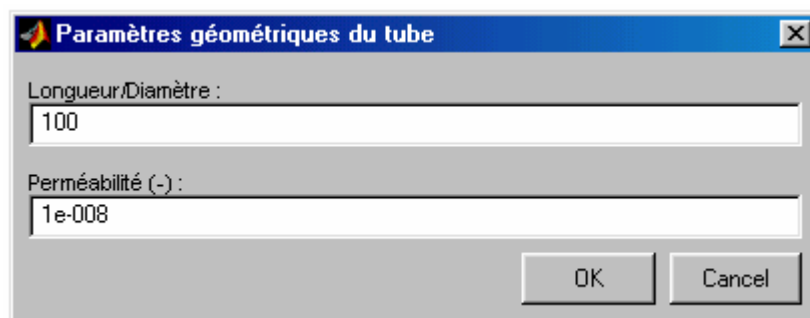 Paramètres géométriques du tube
Longueur/Diamètre :
100
Perméabilité (-) :
1e-008
OK Cancel